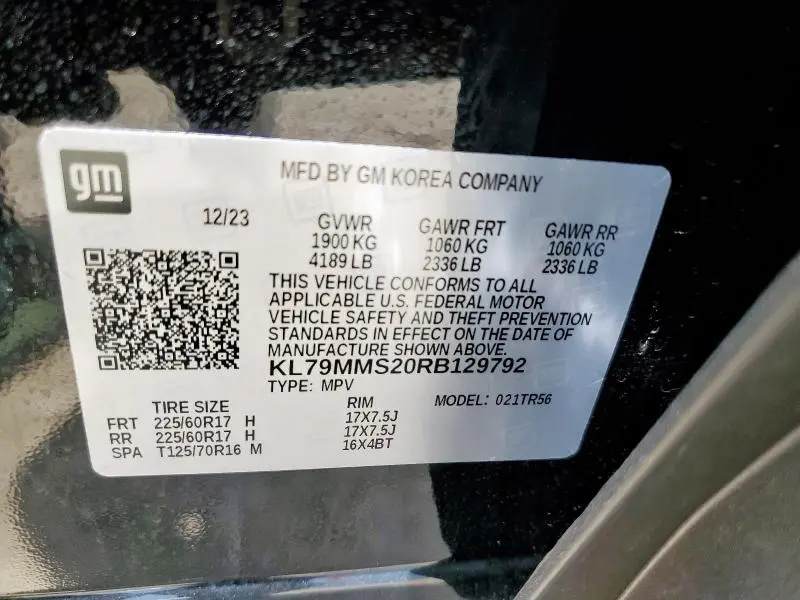 gm
MFD BY GM KOREA COMPANY
12/23
GVWR GAWR FRT GAWR RR
1900 KG 1060 KG 1060 KG
4189 LB 2336 LB 2336 LB
THIS VEHICLE CONFORMS TO ALL
APPLICABLE U.S. FEDERAL MOTOR
VEHICLE SAFETY AND THEFT PREVENTION
STANDARDS IN EFFECT ON THE DATE OF
MANUFACTURE SHOWN ABOVE.
KL79MMS20RB129792
TYPE: MPV
MODEL: 021TR56
TIRE SIZE RIM
FRT 225/60R17 H 17X7.5J
RR 225/60R17 H 17X7.5J
SPA T125/70R16 M 16X4BT